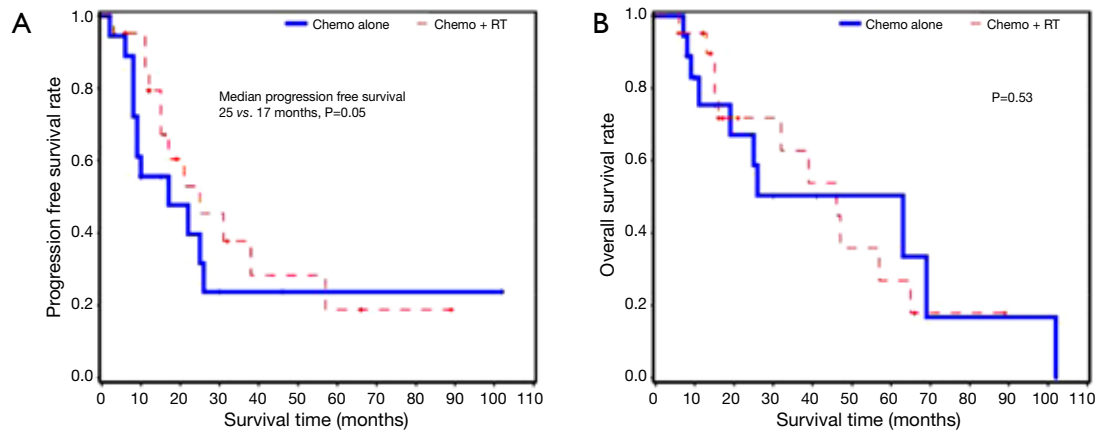 A
Chemo alone
Chemo + RT
Median progression free survival
25 vs. 17 months, P=0.05
Progression free survival rate
1.0
0.8
0.6
0.4
0.2
0.0
0 10 20 30 40 50 60 70 80 90 100 110
Survival time (months)
B
Chemo alone
Chemo + RT
P=0.53
Overall survival rate
1.0
0.8
0.6
0.4
0.2
0.0
0 10 20 30 40 50 60 70 80 90 100 110
Survival time (months)